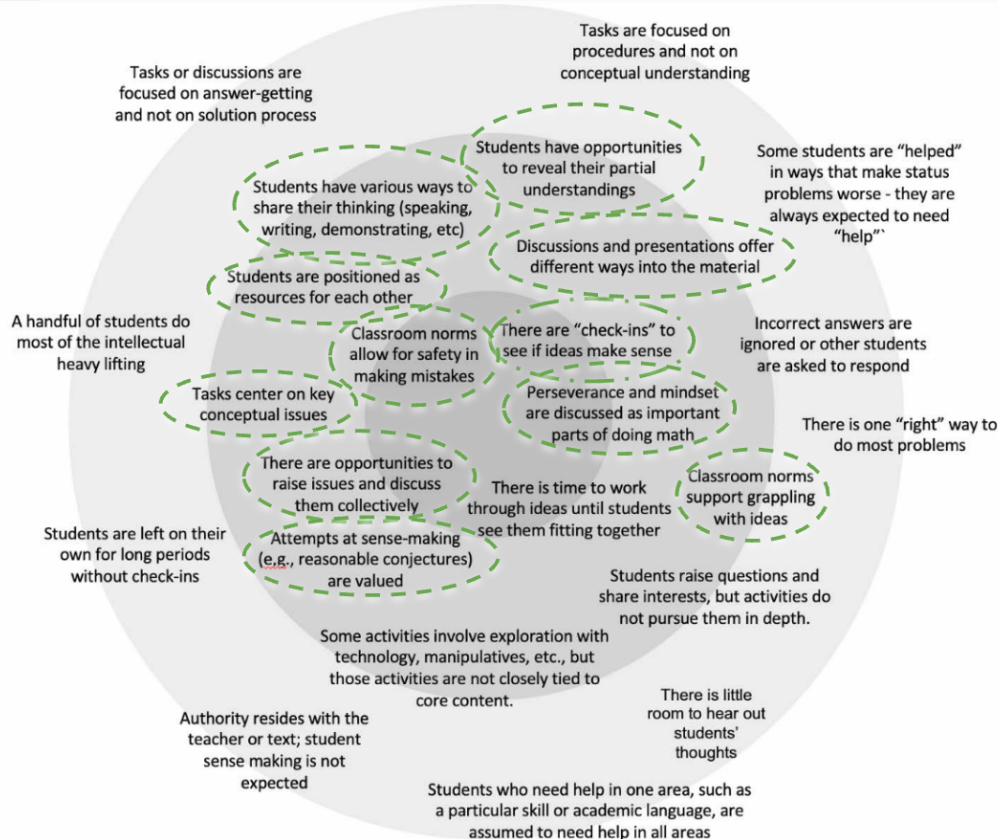 Tasks are focused on
procedures and not on
conceptual understanding
Tasks or discussions are
focused on answer-getting
and not on solution process
Students have opportunities
to reveal their partial
understandings
Some students are “helped”
in ways that make status
problems worse - they are
always expected to need
“help”`
Students have various ways to
share their thinking (speaking,
writing, demonstrating, etc)
Discussions and presentations offer
different ways into the material
Students are positioned as
resources for each other
A handful of students do
most of the intellectual
heavy lifting
Classroom norms
allow for safety in
making mistakes
There are “check-ins” to
see if ideas make sense
Incorrect answers are
ignored or other students
are asked to respond
Tasks center on key
conceptual issues
Perseverance and mindset
are discussed as important
parts of doing math
There is one “right” way to
do most problems
There are opportunities to
raise issues and discuss
them collectively
There is time to work
through ideas until students
see them fitting together
Classroom norms
support grappling
with ideas
Students are left on their
own for long periods
without check-ins
Attempts at sense-making
(e,g., reasonable conjectures)
are valued
Students raise questions and
share interests, but activities do
not pursue them in depth.
Some activities involve exploration with
technology, manipulatives, etc., but
those activities are not closely tied to
core content.
There is little
room to hear out
students’
thoughts
Authority resides with the
teacher or text; student
sense making is not
expected
Students who need help in one area, such as
a particular skill or academic language, are
assumed to need help in all areas